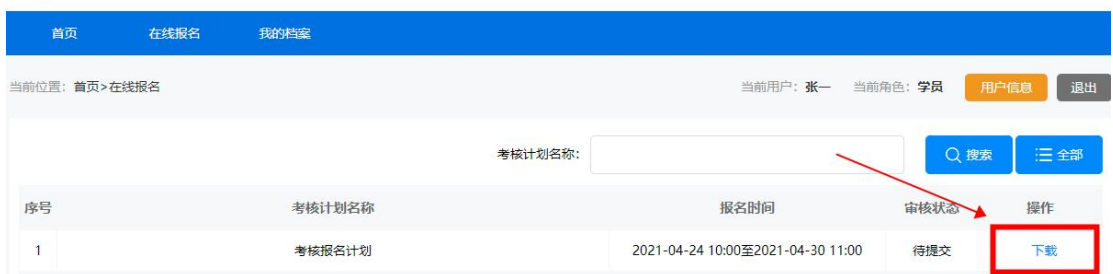 首页 在线报名 我的档案
当前位置：首页>在线报名 当前用户：张一 当前角色：学员 用户信息 退出
考核计划名称： 搜索 全部
序号 考核计划名称 报名时间 审核状态 操作
1 考核报名计划 2021-04-24 10:00至2021-04-30 11:00 待提交 下载